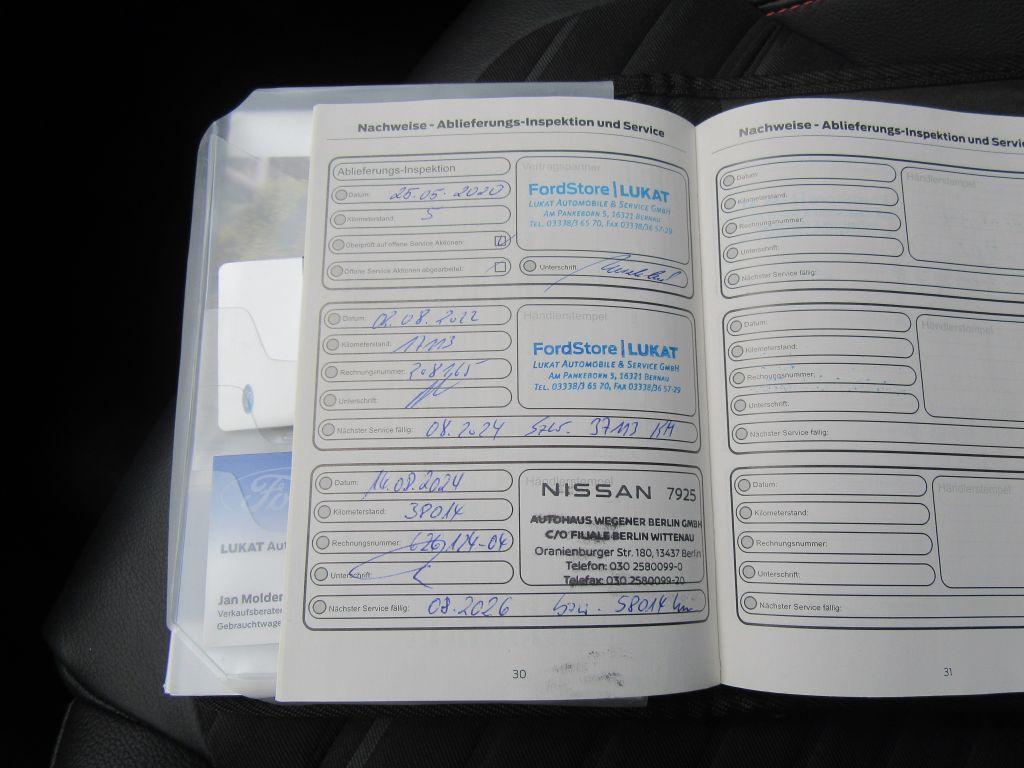 Nachweise - Ablieferungs-Inspektion und Service
Ablieferungs-Inspektion
Datum: 25.05.2020
Kilometerstand: 5
Überprüft auf offene Service Aktionen:
Offene Service Aktionen abgearbeitet:
Vertragspartner
FordStore | LUKAT
LUKAT AUTOMOBILE & SERVICE GMBH
AM PANKEBORN 5, 16321 BERNAU
TEL. 03338/3 65 70, FAX 03338/36 57-29
Unterschrift:
Datum: 02.08.2022
Kilometerstand: 17113
Rechnungsnummer:
Unterschrift:
Händlerstempel
FordStore | LUKAT
LUKAT AUTOMOBILE & SERVICE GMBH
AM PANKEBORN 5, 16321 BERNAU
TEL. 03338/3 65 70, FAX 03338/36 57-29
Nächster Service fällig: 08.2024 37113 KM
Datum: 14.08.2024
Kilometerstand: 38014
Rechnungsnummer:
Unterschrift:
Händlerstempel
NISSAN 7925
AUTOHAUS WEGENER BERLIN GMBH
C/O FILIALE BERLIN WITTENAU
Oranienburger Str. 180, 13437 Berlin
Telefon: 030 2580099-0
Telefax: 030 2580099-20
Nächster Service fällig: 08.2026 58014 km
30
Nachweise - Ablieferungs-Inspektion und Servic
Datum:
Kilometerstand:
Rechnungsnummer:
Unterschrift:
Händlerstempel
Nächster Service fällig:
Datum:
Kilometerstand:
Rechnungsnummer:
Unterschrift:
Händlerstempel
Nächster Service fällig:
Datum:
Kilometerstand:
Rechnungsnummer:
Unterschrift:
Händlerstempel
Nächster Service fällig:
31
LUKAT Aut
Jan Molden
Verkaufsberater
Gebrauchtwage